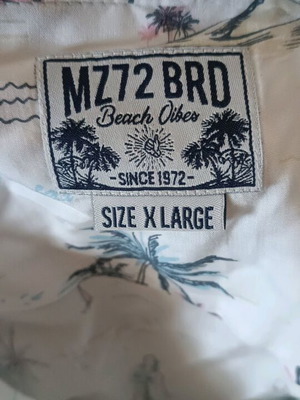 MZ72 BRD
Beach Vibes
-SINCE 1972-
SIZE X LARGE